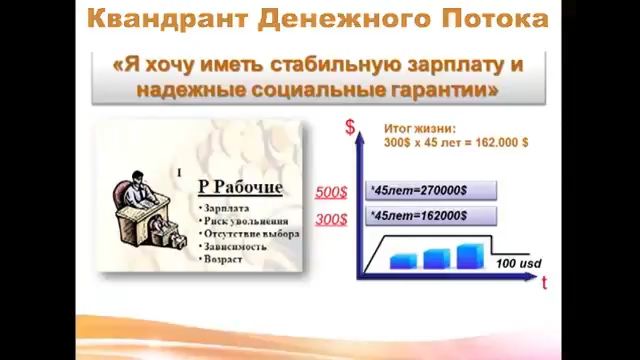 Квандрант Денежного Потока
«Я хочу иметь стабильную зарплату и
надежные социальные гарантии»
I
Р Рабочие
• Зарплата
• Риск увольнения
• Отсутствие выбора
• Зависимость
• Возраст
$
Итог жизни:
300$ х 45 лет = 162.000 $
500$
*45лет=270000$
300$
*45лет=162000$
100 usd
t